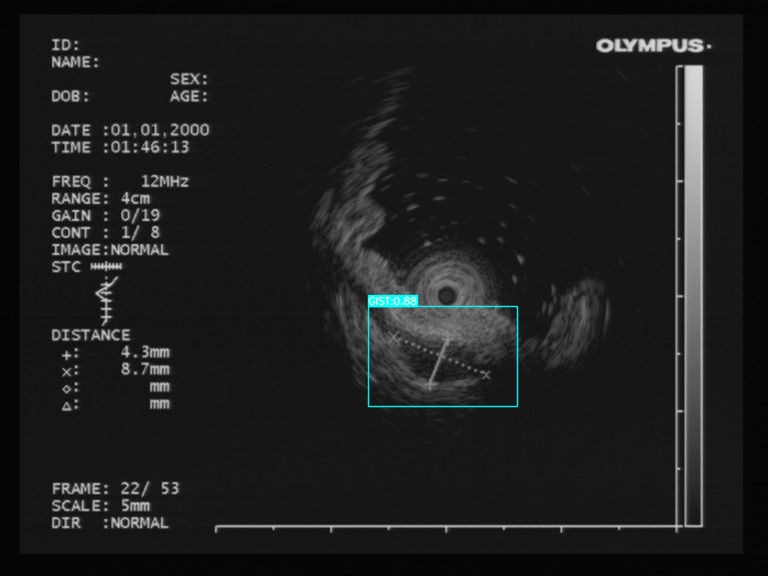 ID:
NAME:
SEX:
DOB: AGE:
DATE :01,01,2000
TIME :01:46:13
FREQ : 12MHz
RANGE: 4cm
GAIN : 0/19
CONT : 1/ 8
IMAGE:NORMAL
STC
DISTANCE
+: 4.3mm
×: 8.7mm
◇: mm
△: mm
FRAME: 22/ 53
SCALE: 5mm
DIR :NORMAL
OLYMPUS
GIST:0.88